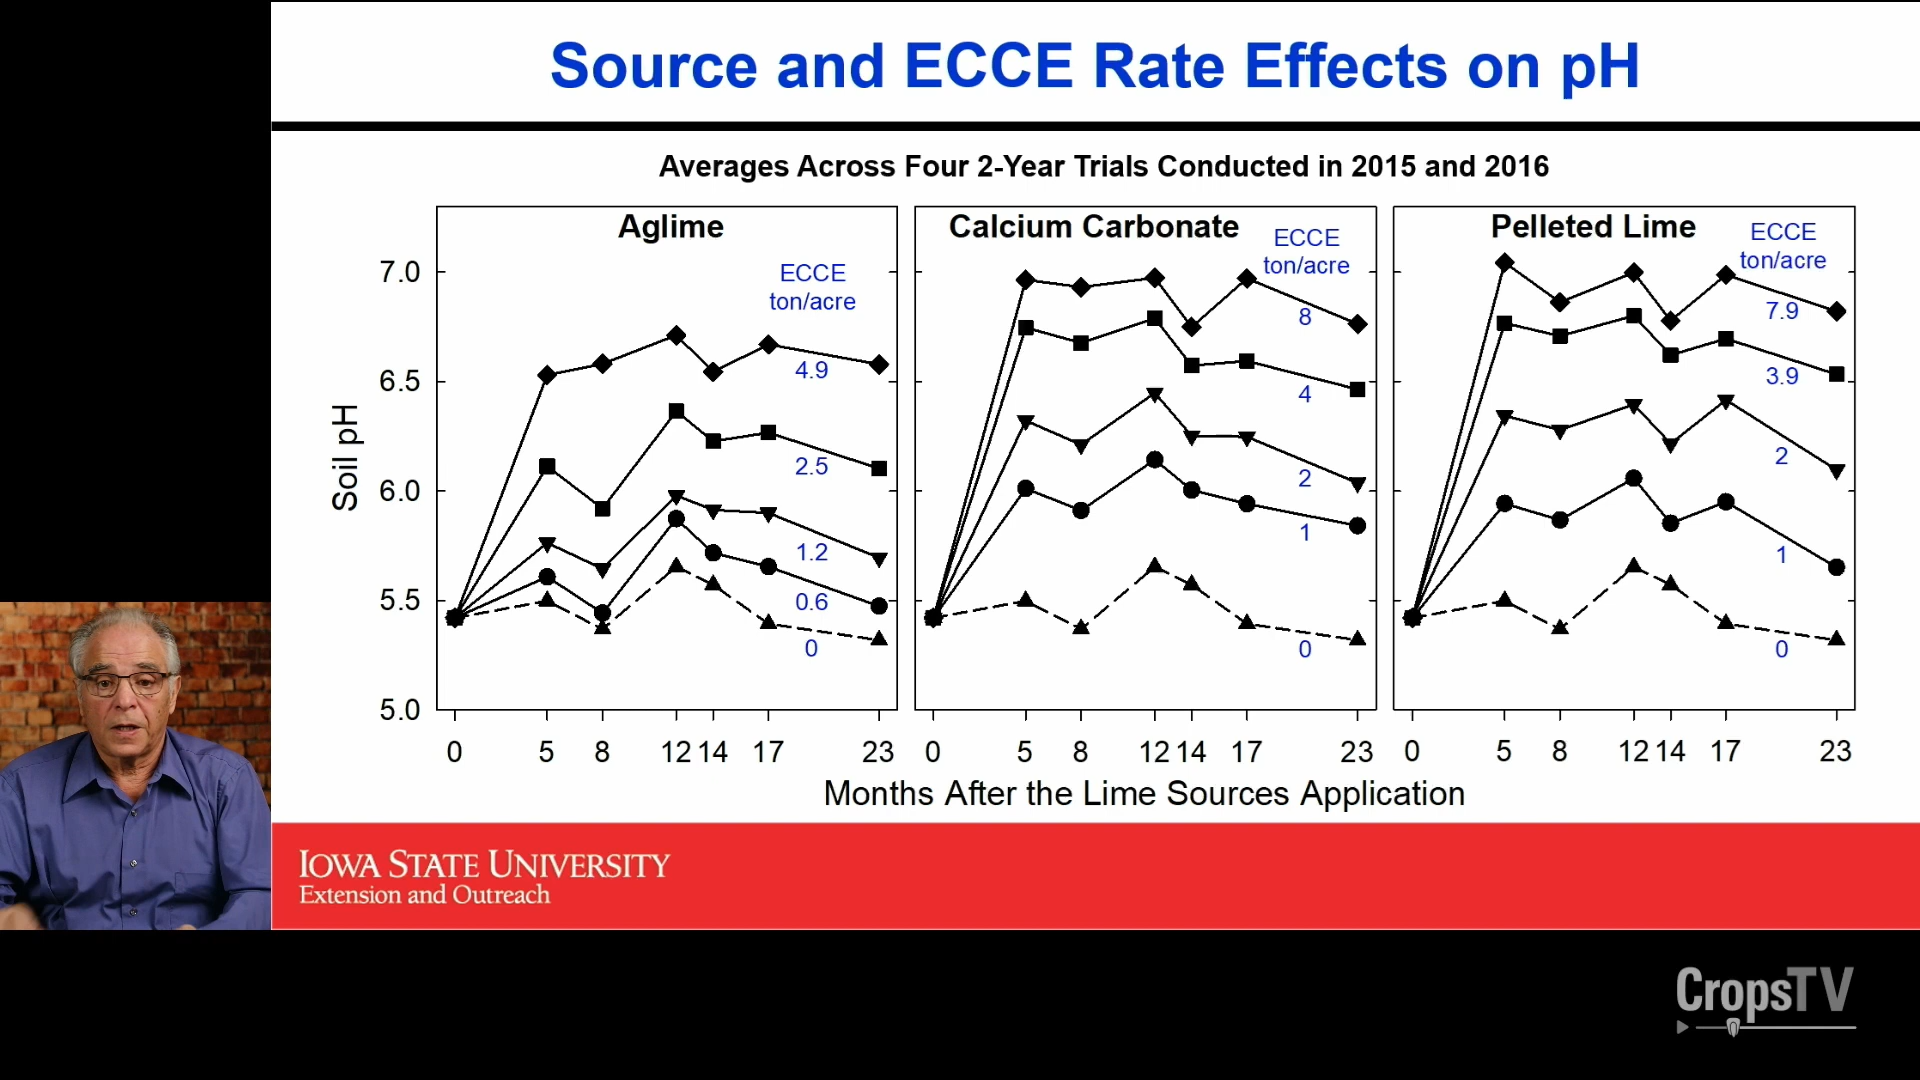 Source and ECCE Rate Effects on pH
Averages Across Four 2-Year Trials Conducted in 2015 and 2016
Aglime
ECCE
ton/acre
4.9
2.5
1.2
0.6
0
Calcium Carbonate
ECCE
ton/acre
8
4
2
1
0
Pelleted Lime
ECCE
ton/acre
7.9
3.9
2
1
0
Soil pH
7.0
6.5
6.0
5.5
5.0
0 5 8 12 14 17 23
0 5 8 12 14 17 23
0 5 8 12 14 17 23
Months After the Lime Sources Application
IOWA STATE UNIVERSITY
Extension and Outreach
CropsTV